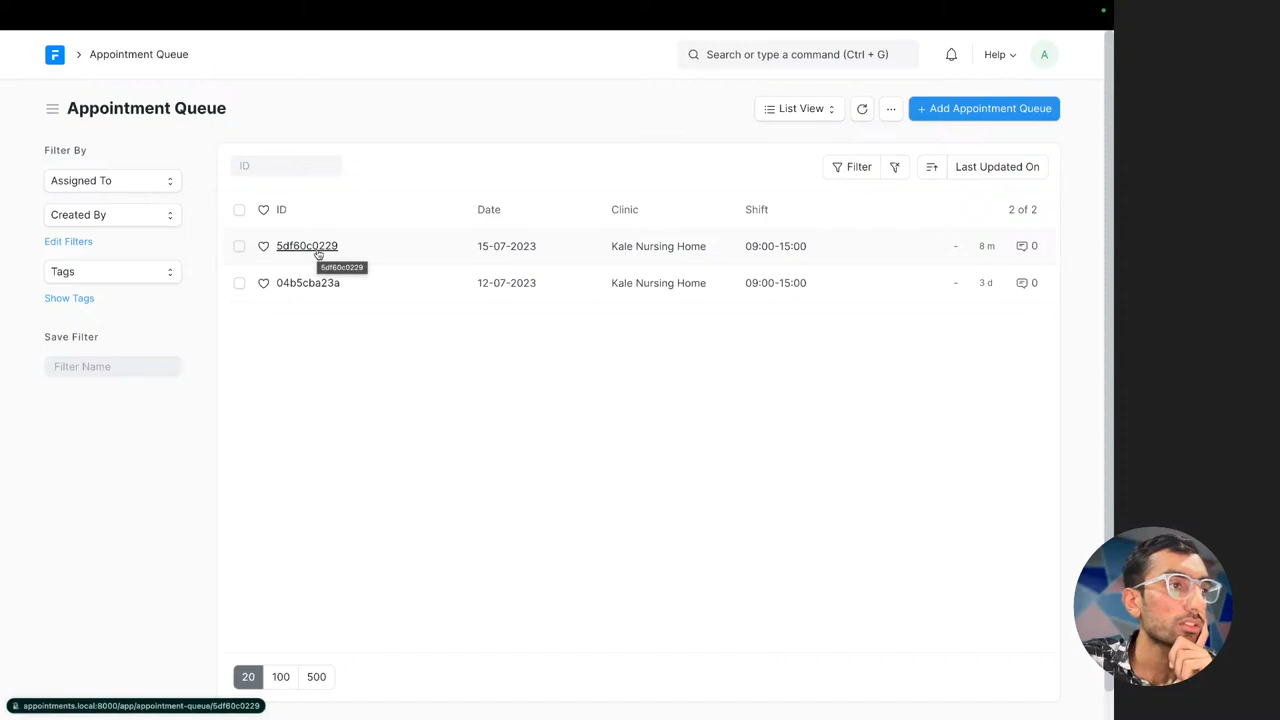 F > Appointment Queue Search or type a command (Ctrl + G) Help A
Appointment Queue List View ... + Add Appointment Queue
Filter By
Assigned To
Created By
Edit Filters
Tags
Show Tags
Save Filter
Filter Name
ID Filter Last Updated On
ID Date Clinic Shift 2 of 2
5df60c0229 15-07-2023 Kale Nursing Home 09:00-15:00 - 8 m 0
5df60c0229
04b5cba23a 12-07-2023 Kale Nursing Home 09:00-15:00 - 3 d 0
20 100 500
appointments.local:8000/app/appointment-queue/5df60c0229